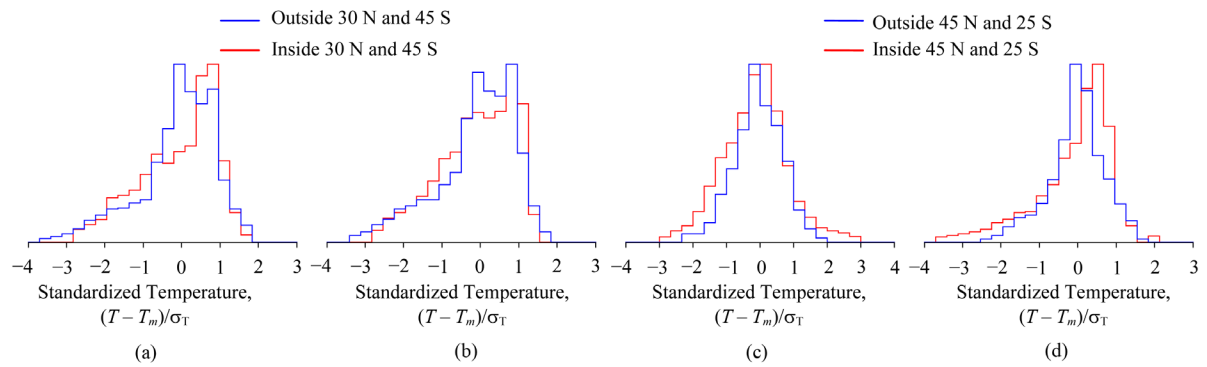 Outside 30 N and 45 S
Inside 30 N and 45 S
Outside 45 N and 25 S
Inside 45 N and 25 S
−4 −3 −2 −1 0 1 2 3
−4 −3 −2 −1 0 1 2 3
−4 −3 −2 −1 0 1 2 3 4
−4 −3 −2 −1 0 1 2 3
Standardized Temperature,
(T – Tm)/σT
(a)
Standardized Temperature,
(T – Tm)/σT
(b)
Standardized Temperature,
(T – Tm)/σT
(c)
Standardized Temperature,
(T – Tm)/σT
(d)